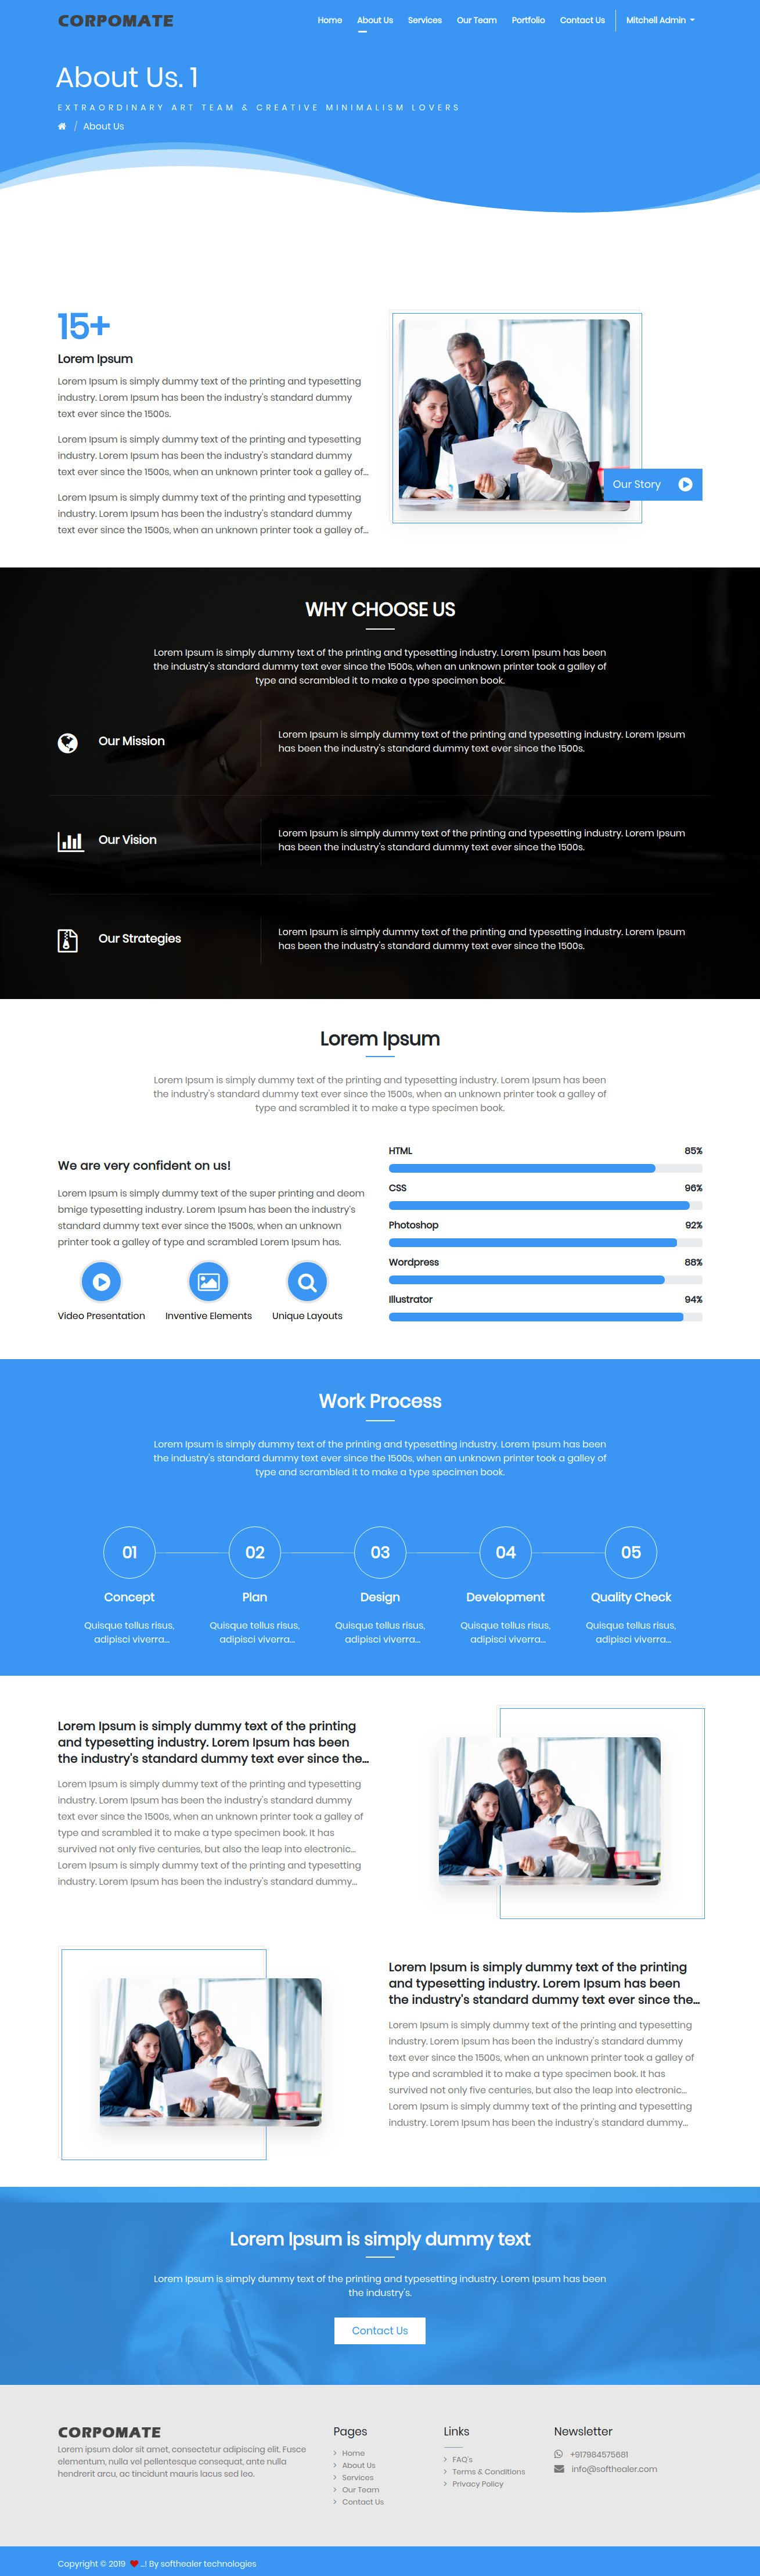 CORPOMATE
Home About Us Services Our Team Portfolio Contact Us Mitchell Admin
About Us. 1
EXTRAORDINARY ART TEAM & CREATIVE MINIMALISM LOVERS
/ About Us
15+
Lorem Ipsum
Lorem Ipsum is simply dummy text of the printing and typesetting
industry. Lorem Ipsum has been the industry's standard dummy
text ever since the 1500s.
Lorem Ipsum is simply dummy text of the printing and typesetting
industry. Lorem Ipsum has been the industry's standard dummy
text ever since the 1500s, when an unknown printer took a galley of...
Lorem Ipsum is simply dummy text of the printing and typesetting
industry. Lorem Ipsum has been the industry's standard dummy
text ever since the 1500s, when an unknown printer took a galley of...
Our Story
WHY CHOOSE US
Lorem Ipsum is simply dummy text of the printing and typesetting industry. Lorem Ipsum has been
the industry's standard dummy text ever since the 1500s, when an unknown printer took a galley of
type and scrambled it to make a type specimen book.
Our Mission
Lorem Ipsum is simply dummy text of the printing and typesetting industry. Lorem Ipsum
has been the industry's standard dummy text ever since the 1500s.
Our Vision
Lorem Ipsum is simply dummy text of the printing and typesetting industry. Lorem Ipsum
has been the industry's standard dummy text ever since the 1500s.
Our Strategies
Lorem Ipsum is simply dummy text of the printing and typesetting industry. Lorem Ipsum
has been the industry's standard dummy text ever since the 1500s.
Lorem Ipsum
Lorem Ipsum is simply dummy text of the printing and typesetting industry. Lorem Ipsum has been
the industry's standard dummy text ever since the 1500s, when an unknown printer took a galley of
type and scrambled it to make a type specimen book.
We are very confident on us!
Lorem Ipsum is simply dummy text of the super printing and deom
bmige typesetting industry. Lorem Ipsum has been the industry's
standard dummy text ever since the 1500s, when an unknown
printer took a galley of type and scrambled Lorem Ipsum has.
Video Presentation
Inventive Elements
Unique Layouts
HTML 85%
CSS 96%
Photoshop 92%
Wordpress 88%
Illustrator 94%
Work Process
Lorem Ipsum is simply dummy text of the printing and typesetting industry. Lorem Ipsum has been
the industry's standard dummy text ever since the 1500s, when an unknown printer took a galley of
type and scrambled it to make a type specimen book.
01 02 03 04 05
Concept Plan Design Development Quality Check
Quisque tellus risus, Quisque tellus risus, Quisque tellus risus, Quisque tellus risus, Quisque tellus risus,
adipisci viverra... adipisci viverra... adipisci viverra... adipisci viverra... adipisci viverra...
Lorem Ipsum is simply dummy text of the printing
and typesetting industry. Lorem Ipsum has been
the industry's standard dummy text ever since the...
Lorem Ipsum is simply dummy text of the printing and typesetting
industry. Lorem Ipsum has been the industry's standard dummy
text ever since the 1500s, when an unknown printer took a galley of
type and scrambled it to make a type specimen book. It has
survived not only five centuries, but also the leap into electronic...
Lorem Ipsum is simply dummy text of the printing and typesetting
industry. Lorem Ipsum has been the industry's standard dummy...
Lorem Ipsum is simply dummy text of the printing
and typesetting industry. Lorem Ipsum has been
the industry's standard dummy text ever since the...
Lorem Ipsum is simply dummy text of the printing and typesetting
industry. Lorem Ipsum has been the industry's standard dummy
text ever since the 1500s, when an unknown printer took a galley of
type and scrambled it to make a type specimen book. It has
survived not only five centuries, but also the leap into electronic...
Lorem Ipsum is simply dummy text of the printing and typesetting
industry. Lorem Ipsum has been the industry's standard dummy...
Lorem Ipsum is simply dummy text
Lorem Ipsum is simply dummy text of the printing and typesetting industry. Lorem Ipsum has been
the industry's.
Contact Us
CORPOMATE
Lorem ipsum dolor sit amet, consectetur adipiscing elit. Fusce
elementum, nulla vel pellentesque consequat, ante nulla
hendrerit arcu, ac tincidunt mauris lacus sed leo.
Pages
Home
About Us
Services
Our Team
Contact Us
Links
FAQ's
Terms & Conditions
Privacy Policy
Newsletter
+917984575681
info@softhealer.com
Copyright © 2019 ...! By softhealer technologies